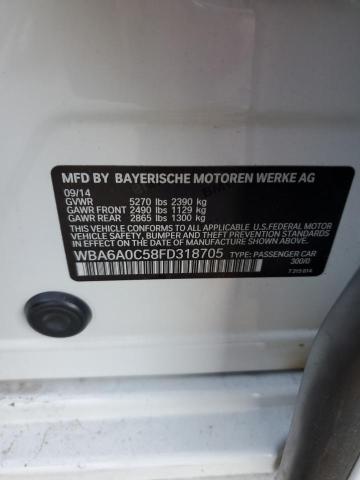 MFD BY BAYERISCHE MOTOREN WERKE AG
09/14
GVWR 5270 lbs 2390 kg
GAWR FRONT 2490 lbs 1129 kg
GAWR REAR 2865 lbs 1300 kg
THIS VEHICLE CONFORMS TO ALL APPLICABLE U.S.FEDERAL MOTOR
VEHICLE SAFETY, BUMPER, AND THEFT PREVENTION STANDARDS IN
EFFECT ON THE DATE OF MANUFACTURE SHOWN ABOVE.
WBA6A0C58FD318705 TYPE: PASSENGER CAR
300/0